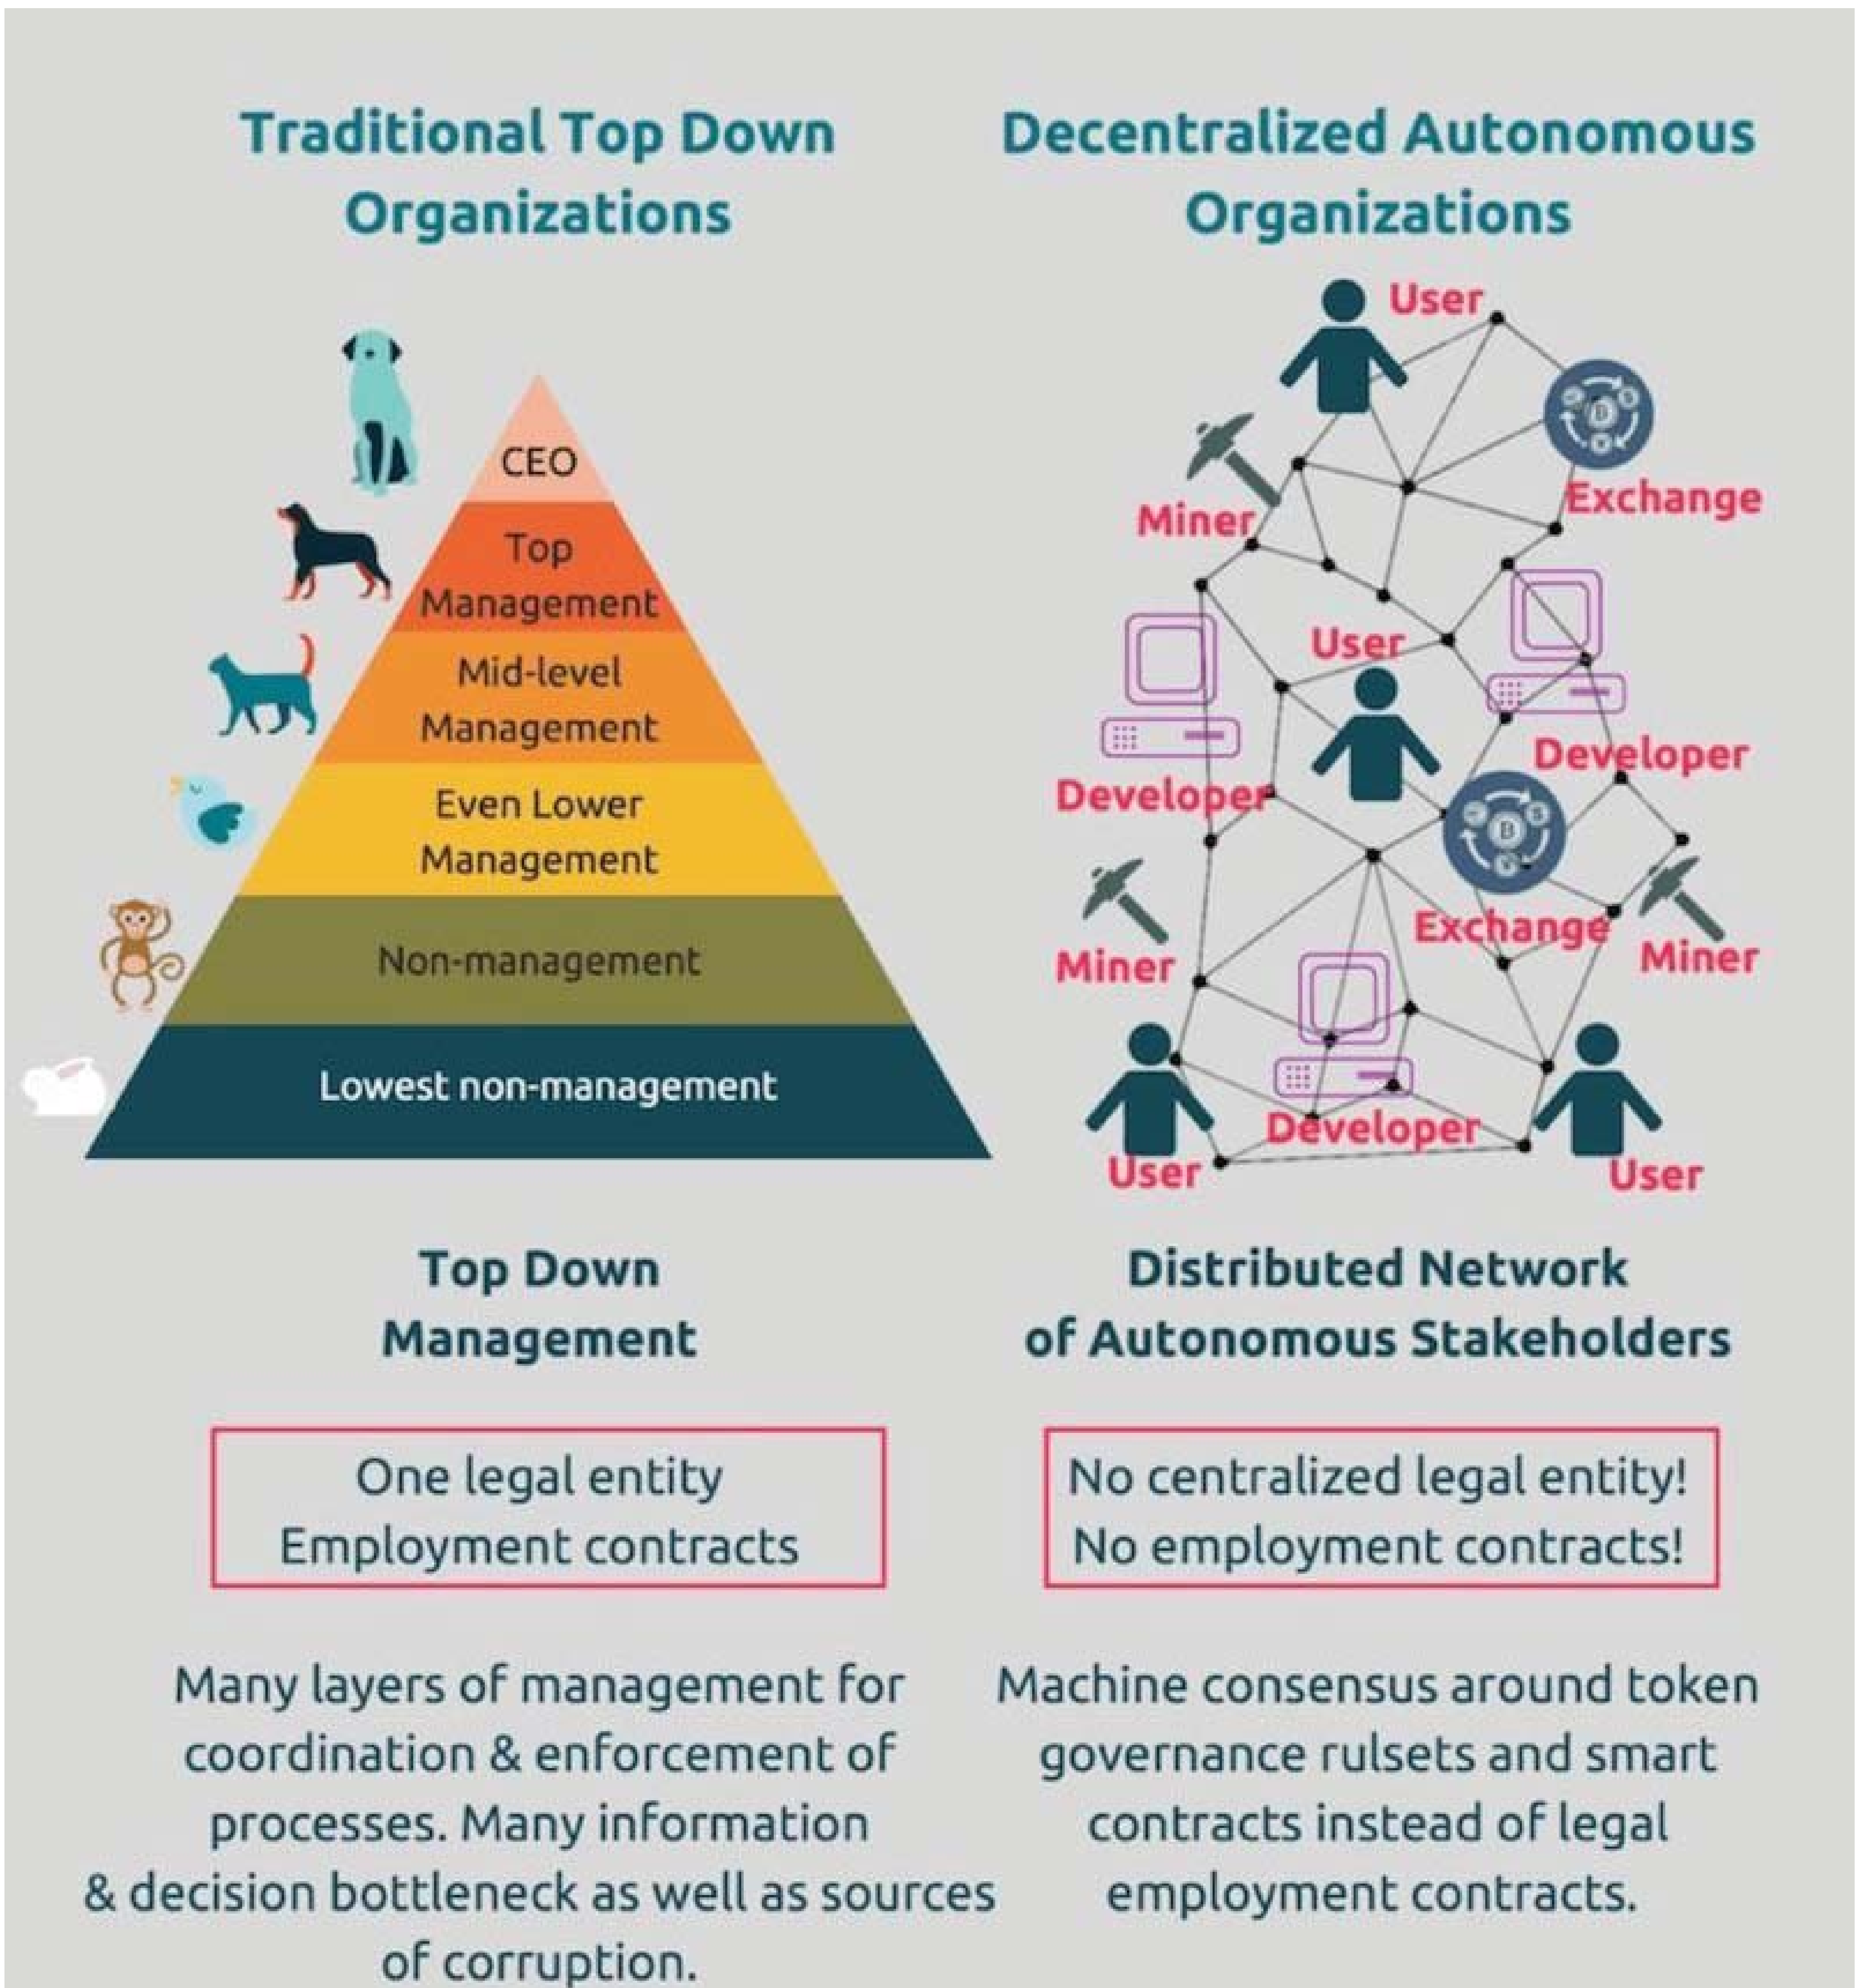 Traditional Top Down
Organizations
CEO
Top
Management
Mid-level
Management
Even Lower
Management
Non-management
Lowest non-management
Top Down
Management
One legal entity
Employment contracts
Many layers of management for
coordination & enforcement of
processes. Many information
& decision bottleneck as well as sources
of corruption.
Decentralized Autonomous
Organizations
User
Exchange
Miner
User
Developer
Developer
Exchange
Miner
Miner
Developer
User
User
Distributed Network
of Autonomous Stakeholders
No centralized legal entity!
No employment contracts!
Machine consensus around token
governance rulsets and smart
contracts instead of legal
employment contracts.